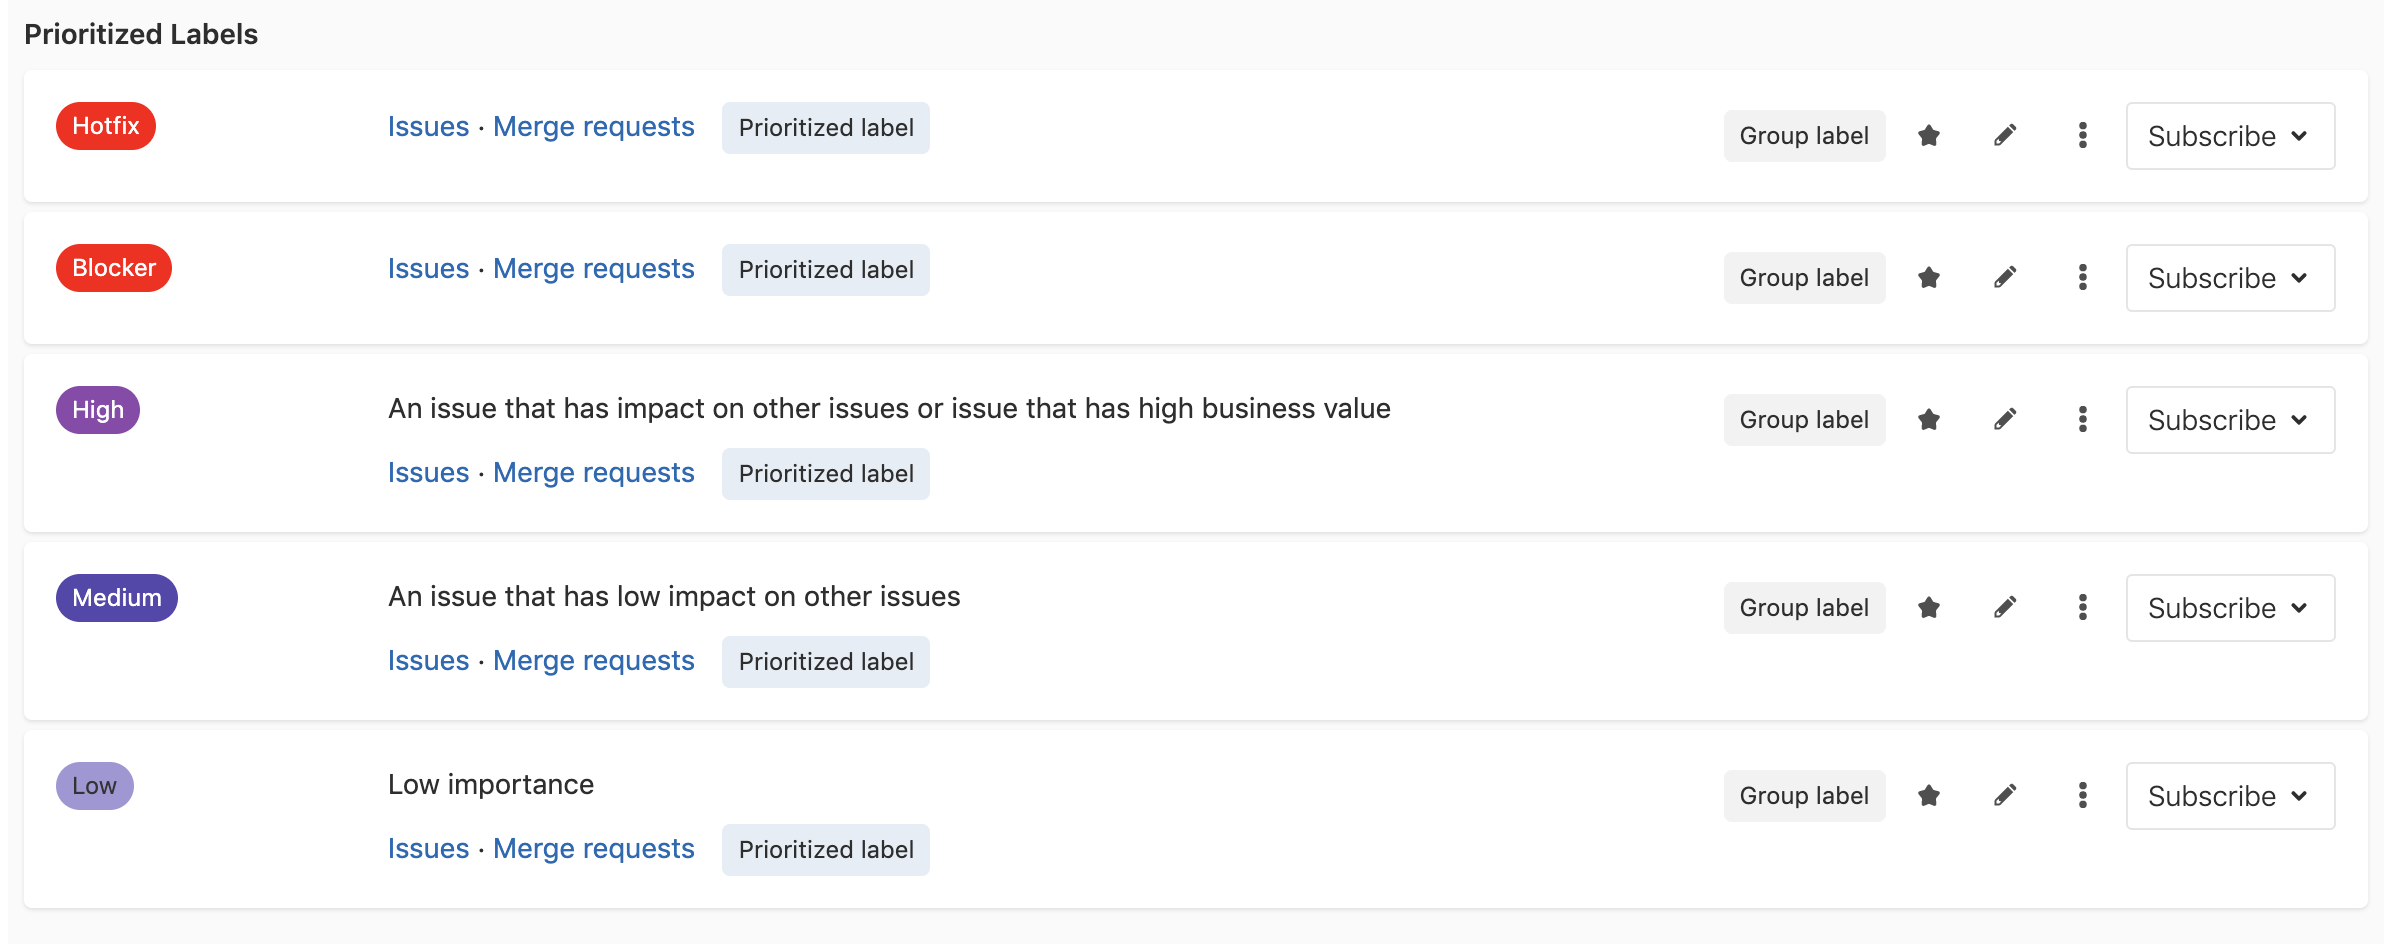 Prioritized Labels
Hotfix Issues · Merge requests Prioritized label Group label Subscribe
Blocker Issues · Merge requests Prioritized label Group label Subscribe
High An issue that has impact on other issues or issue that has high business value Group label Subscribe
Issues · Merge requests Prioritized label
Medium An issue that has low impact on other issues Group label Subscribe
Issues · Merge requests Prioritized label
Low Low importance Group label Subscribe
Issues · Merge requests Prioritized label